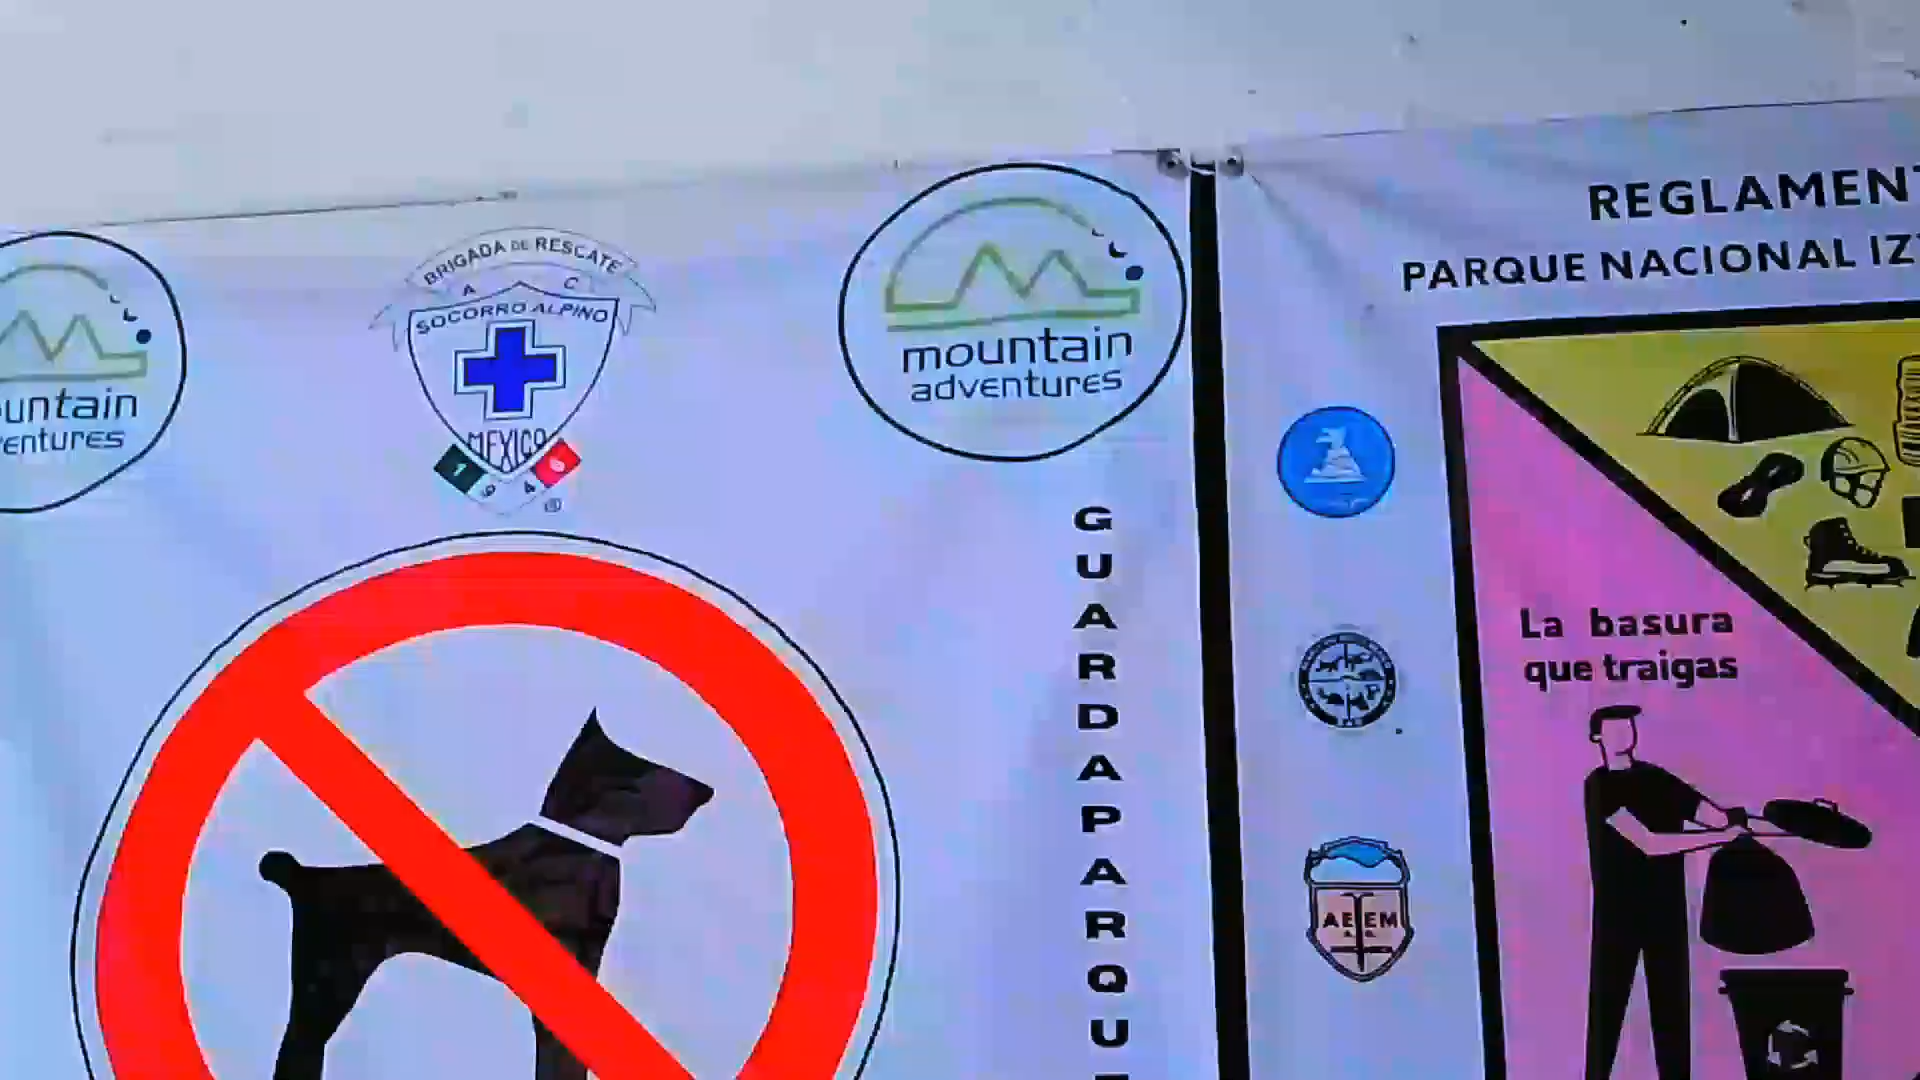 untain
entures
BRIGADA DE RESCATE
A C
SOCORRO ALPINO
MEXICO
1 9 4 6
mountain
adventures
GUARDAPARQUE
REGLAMENT
PARQUE NACIONAL IZ
La basura
que traigas
AEEM